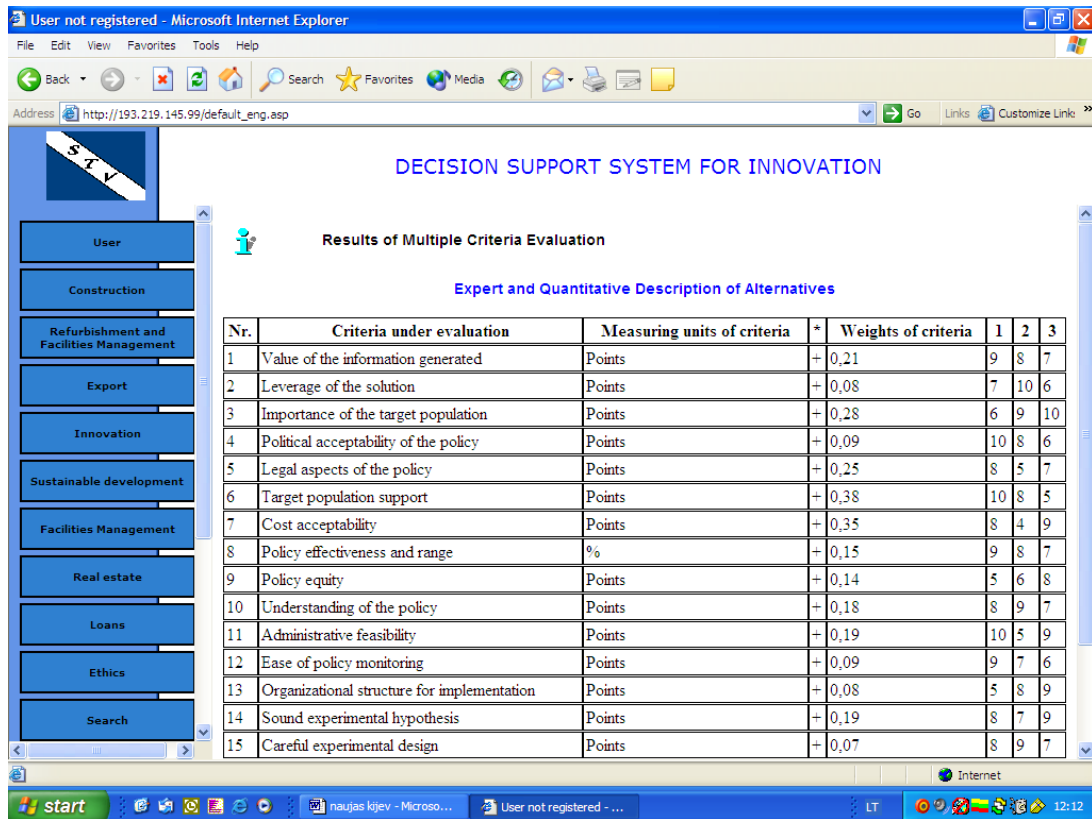 User not registered - Microsoft Internet Explorer
File Edit View Favorites Tools Help
Back Search Favorites Media
Address http://193.219.145.99/default_eng.asp Go Links Customize Links »
STV
DECISION SUPPORT SYSTEM FOR INNOVATION
User
Construction
Refurbishment and
Facilities Management
Export
Innovation
Sustainable development
Facilities Management
Real estate
Loans
Ethics
Search
Results of Multiple Criteria Evaluation
Expert and Quantitative Description of Alternatives
Nr. Criteria under evaluation Measuring units of criteria * Weights of criteria 1 2 3
1 Value of the information generated Points + 0,21 9 8 7
2 Leverage of the solution Points + 0,08 7 10 6
3 Importance of the target population Points + 0,28 6 9 10
4 Political acceptability of the policy Points + 0,09 10 8 6
5 Legal aspects of the policy Points + 0,25 8 5 7
6 Target population support Points + 0,38 10 8 5
7 Cost acceptability Points + 0,35 8 4 9
8 Policy effectiveness and range % + 0,15 9 8 7
9 Policy equity Points + 0,14 5 6 8
10 Understanding of the policy Points + 0,18 8 9 7
11 Administrative feasibility Points + 0,19 10 5 9
12 Ease of policy monitoring Points + 0,09 9 7 6
13 Organizational structure for implementation Points + 0,08 5 8 9
14 Sound experimental hypothesis Points + 0,19 8 7 9
15 Careful experimental design Points + 0,07 8 9 7
Internet
start naujas kijev - Microso... User not registered - ... LT 12:12